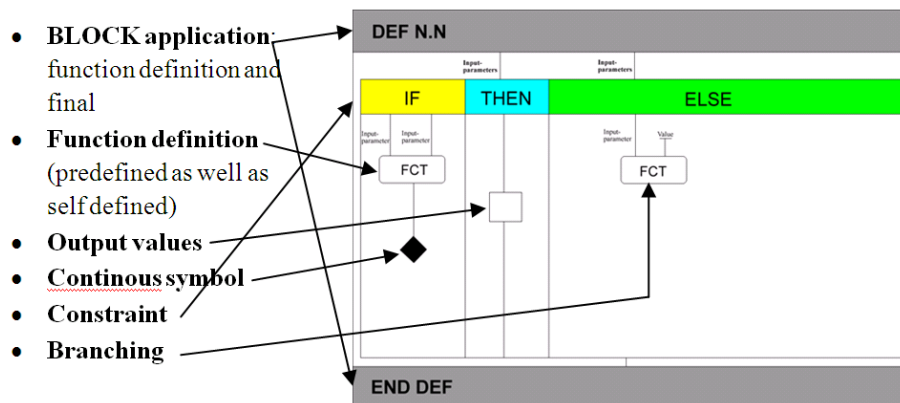 BLOCK application:
function definition and
final
Function definition
(predefined as well as
self defined)
Output values
Continous symbol
Constraint
Branching
DEF N.N
Input-
parameters
Input-
parameters
IF
THEN
ELSE
Input-
parameter
Input-
parameter
Input-
parameter
Value
FCT
FCT
END DEF